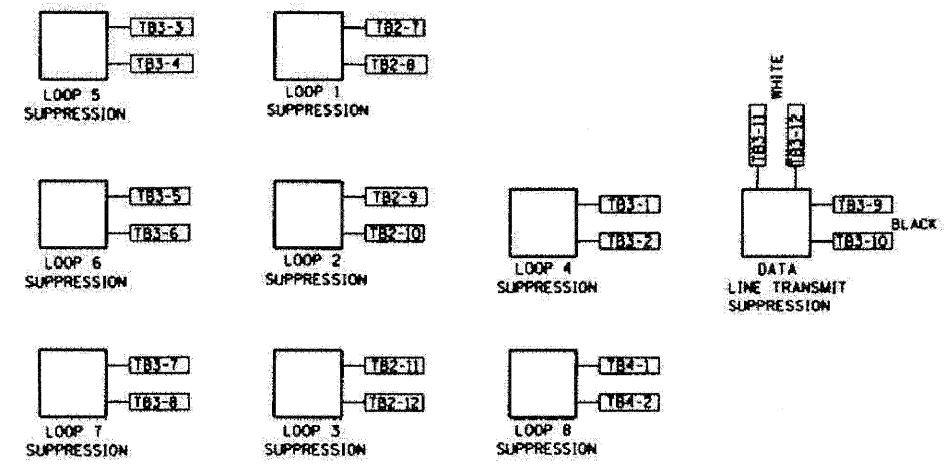 TB3-3
TB3-4
LOOP 5
SUPPRESSION
TB2-7
TB2-8
LOOP 1
SUPPRESSION
TB3-5
TB3-6
LOOP 6
SUPPRESSION
TB2-9
TB2-10
LOOP 2
SUPPRESSION
TB3-1
TB3-2
LOOP 4
SUPPRESSION
WHITE
TB3-11
TB3-12
TB3-9
BLACK
TB3-10
DATA
LINE TRANSMIT
SUPPRESSION
TB3-7
TB3-8
LOOP 7
SUPPRESSION
TB2-11
TB2-12
LOOP 3
SUPPRESSION
TB4-1
TB4-2
LOOP 8
SUPPRESSION